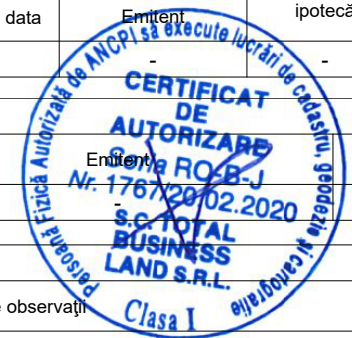 data
Emitent
ipotecă
-
-
Persoană Fizică Autorizată de ANCPI să execute lucrări de cadastru, geodezie și cartografie
CERTIFICAT
DE
AUTORIZARE
Emitent
Seria RO-B-J
Nr. 1767/20.02.2020
-
S.C. TOTAL
BUSINESS
LAND S.R.L.
observaţii
Clasa I